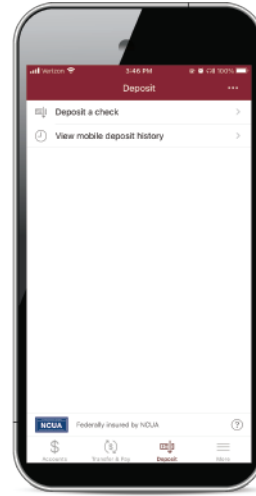 Verizon 3:46 PM 100%
Deposit
Deposit a check
View mobile deposit history
NCUA Federally insured by NCUA
Accounts Transfer & Pay Deposit More